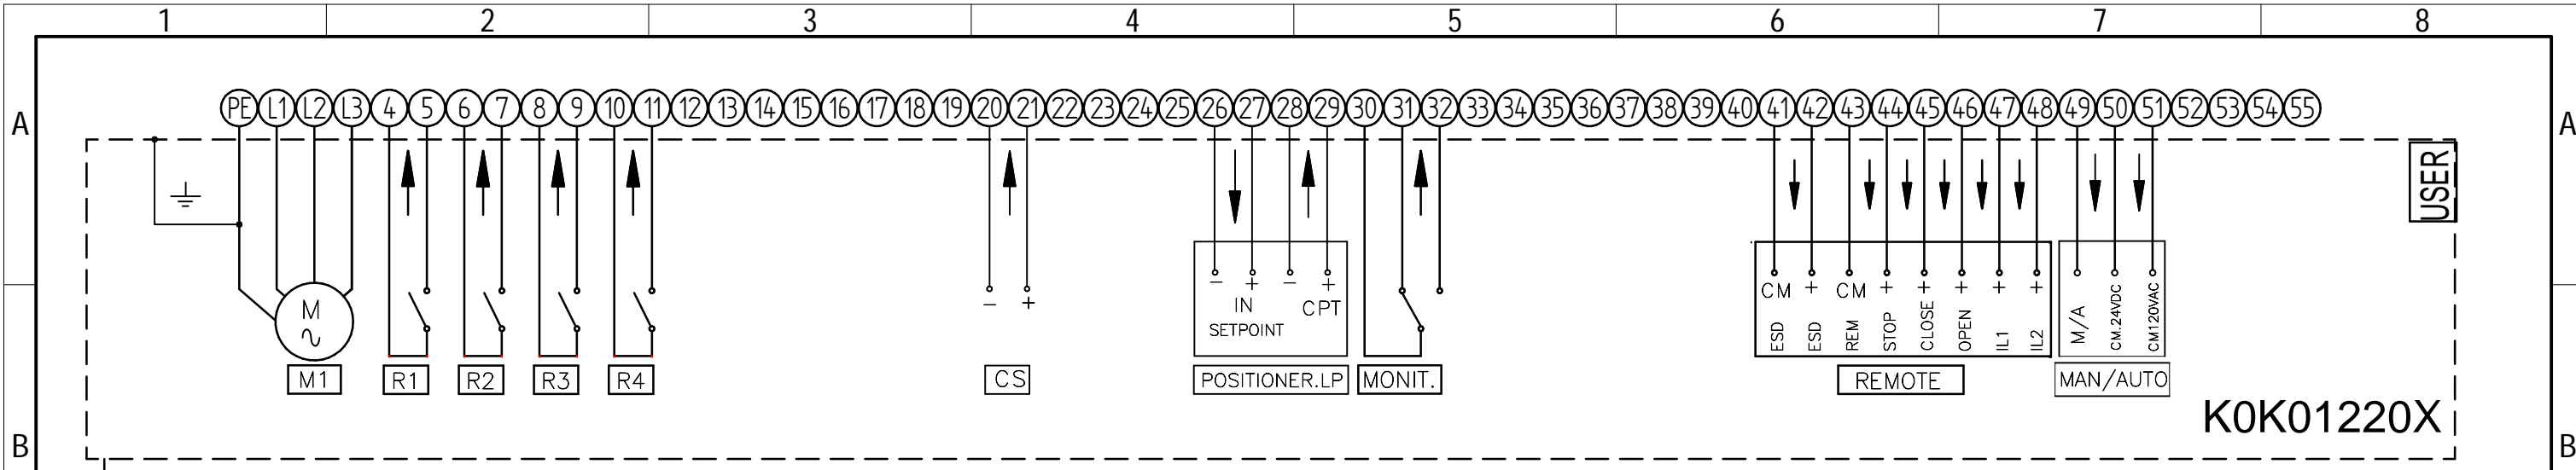 1 2 3 4 5 6 7 8
A A
PE L1 L2 L3 4 5 6 7 8 9 10 11 12 13 14 15 16 17 18 19 20 21 22 23 24 25 26 27 28 29 30 31 32 33 34 35 36 37 38 39 40 41 42 43 44 45 46 47 48 49 50 51 52 53 54 55
USER
M
- +
- + - +
IN CPT
SETPOINT
CM + CM + + + + +
ESD ESD REM STOP CLOSE OPEN IL1 IL2
M/A CM.24VDC CM120VAC
M1 R1 R2 R3 R4 CS POSITIONER.LP MONIT. REMOTE MAN/AUTO
K0K01220X
B B